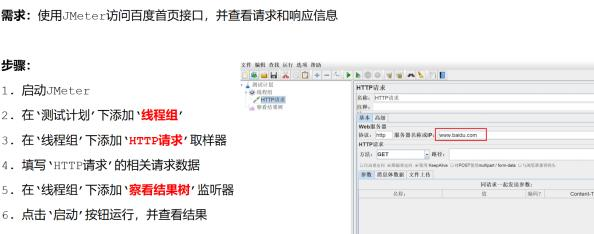 需求：使用JMeter访问百度首页接口，并查看请求和响应信息
步骤：
1. 启动JMeter
2. 在‘测试计划’下添加‘线程组’
3. 在‘线程组’下添加‘HTTP请求’取样器
4. 填写‘HTTP请求’的相关请求数据
5. 在‘线程组’下添加‘察看结果树’监听器
6. 点击‘启动’按钮运行，并查看结果
文件 编辑 查找 运行 选项 帮助
测试计划
线程组
HTTP请求
察看结果树
HTTP请求
名称： HTTP请求
注释：
基本 高级
Web服务器
协议： http 服务器名称或IP： www.baidu.com
HTTP请求
方法： GET 路径：
自动重定向 跟随重定向 使用 KeepAlive 对POST使用multipart / form-data 与浏览器兼容的头
参数 消息体数据 文件上传
同请求一起发送参数：
名称： 值 编码? Content-T